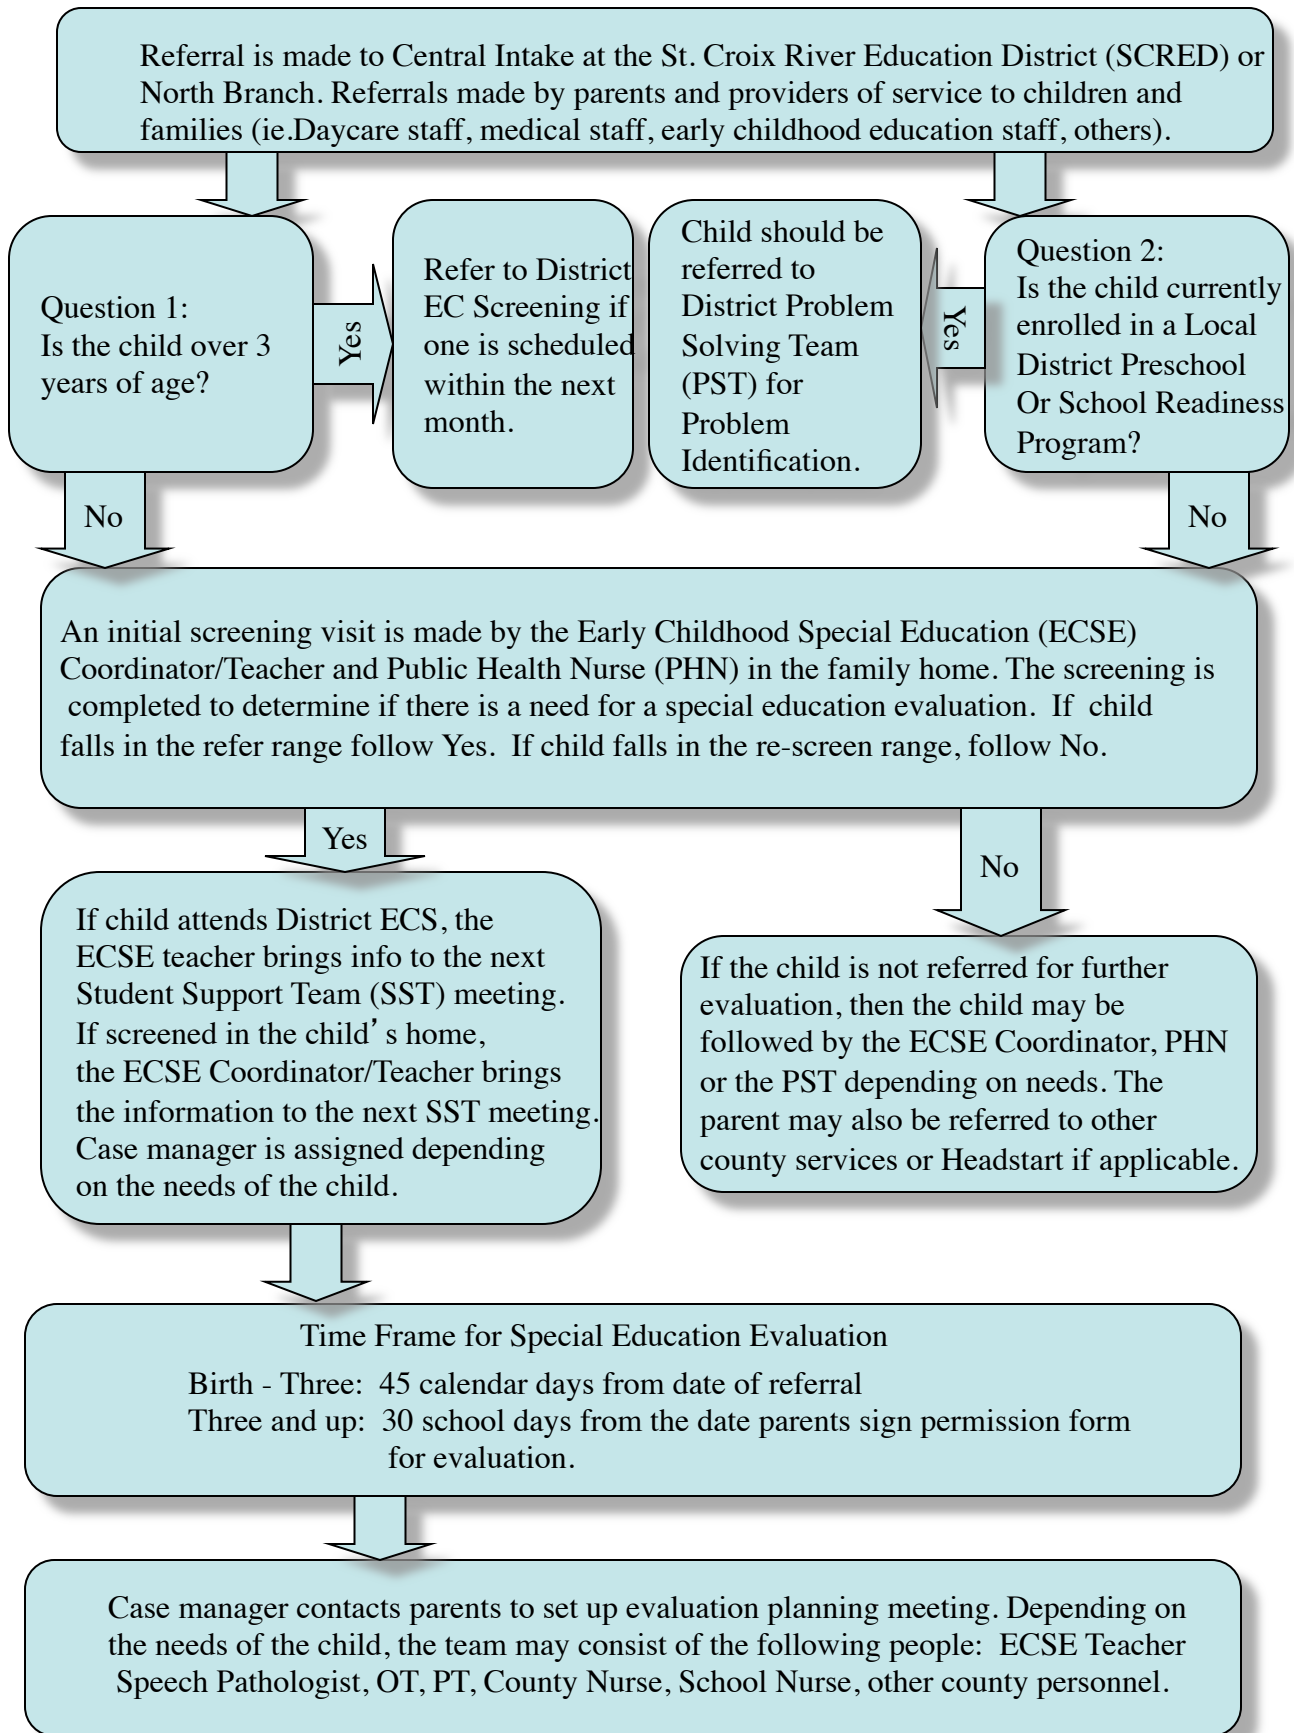 Referral is made to Central Intake at the St. Croix River Education District (SCRED) or
North Branch. Referrals made by parents and providers of service to children and
families (ie.Daycare staff, medical staff, early childhood education staff, others).
Question 1:
Is the child over 3
years of age?
Yes
Refer to District
EC Screening if
one is scheduled
within the next
month.
Child should be
referred to
District Problem
Solving Team
(PST) for
Problem
Identification.
Yes
Question 2:
Is the child currently
enrolled in a Local
District Preschool
Or School Readiness
Program?
No
No
An initial screening visit is made by the Early Childhood Special Education (ECSE)
Coordinator/Teacher and Public Health Nurse (PHN) in the family home. The screening is
completed to determine if there is a need for a special education evaluation.  If  child
falls in the refer range follow Yes.  If child falls in the re-screen range, follow No.
Yes
No
If child attends District ECS, the
ECSE teacher brings info to the next
Student Support Team (SST) meeting.
If screened in the child’s home,
the ECSE Coordinator/Teacher brings
the information to the next SST meeting.
Case manager is assigned depending
on the needs of the child.
If the child is not referred for further
evaluation, then the child may be
followed by the ECSE Coordinator, PHN
or the PST depending on needs. The
parent may also be referred to other
county services or Headstart if applicable.
Time Frame for Special Education Evaluation
Birth - Three:  45 calendar days from date of referral
Three and up:  30 school days from the date parents sign permission form
for evaluation.
Case manager contacts parents to set up evaluation planning meeting. Depending on
the needs of the child, the team may consist of the following people:  ECSE Teacher
Speech Pathologist, OT, PT, County Nurse, School Nurse, other county personnel.